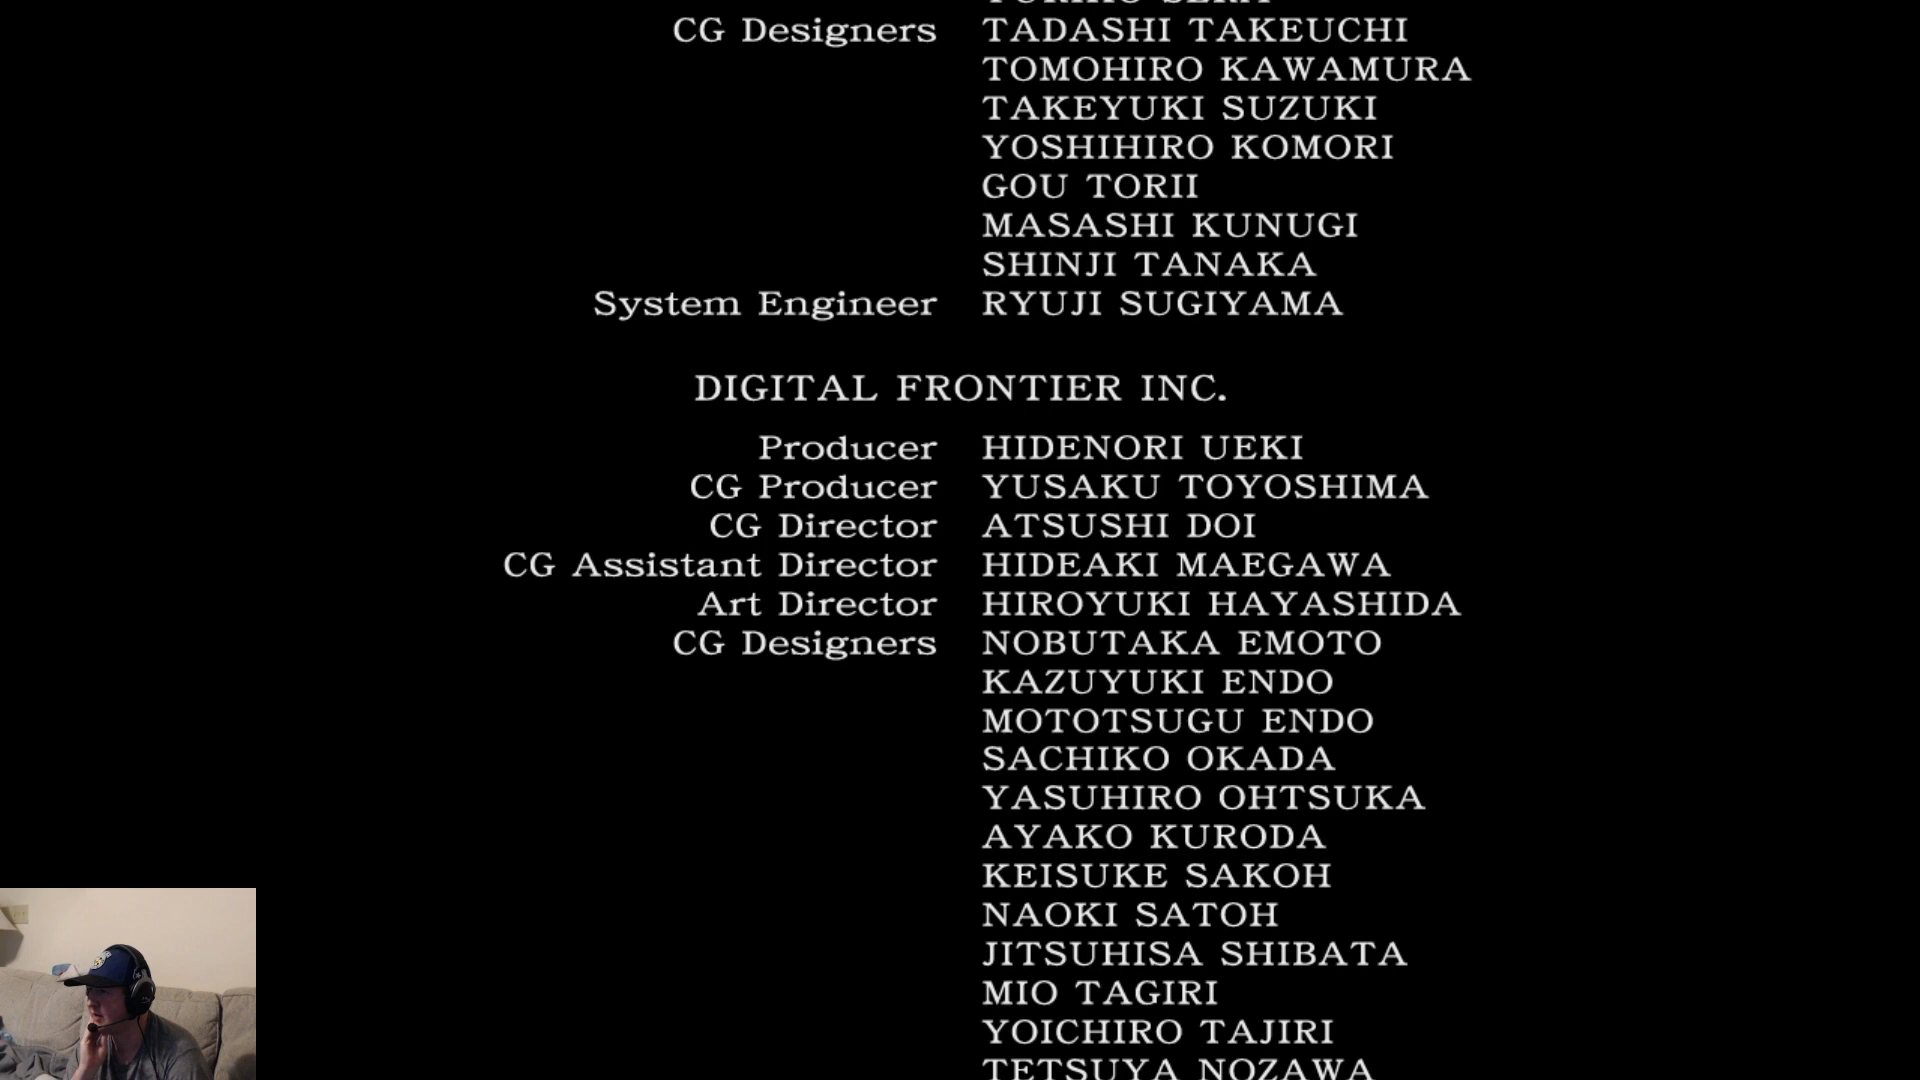 YURIKO SERA
CG Designers TADASHI TAKEUCHI
TOMOHIRO KAWAMURA
TAKEYUKI SUZUKI
YOSHIHIRO KOMORI
GOU TORII
MASASHI KUNUGI
SHINJI TANAKA
System Engineer RYUJI SUGIYAMA
DIGITAL FRONTIER INC.
Producer HIDENORI UEKI
CG Producer YUSAKU TOYOSHIMA
CG Director ATSUSHI DOI
CG Assistant Director HIDEAKI MAEGAWA
Art Director HIROYUKI HAYASHIDA
CG Designers NOBUTAKA EMOTO
KAZUYUKI ENDO
MOTOTSUGU ENDO
SACHIKO OKADA
YASUHIRO OHTSUKA
AYAKO KURODA
KEISUKE SAKOH
NAOKI SATOH
JITSUHISA SHIBATA
MIO TAGIRI
YOICHIRO TAJIRI
TETSUYA NOZAWA